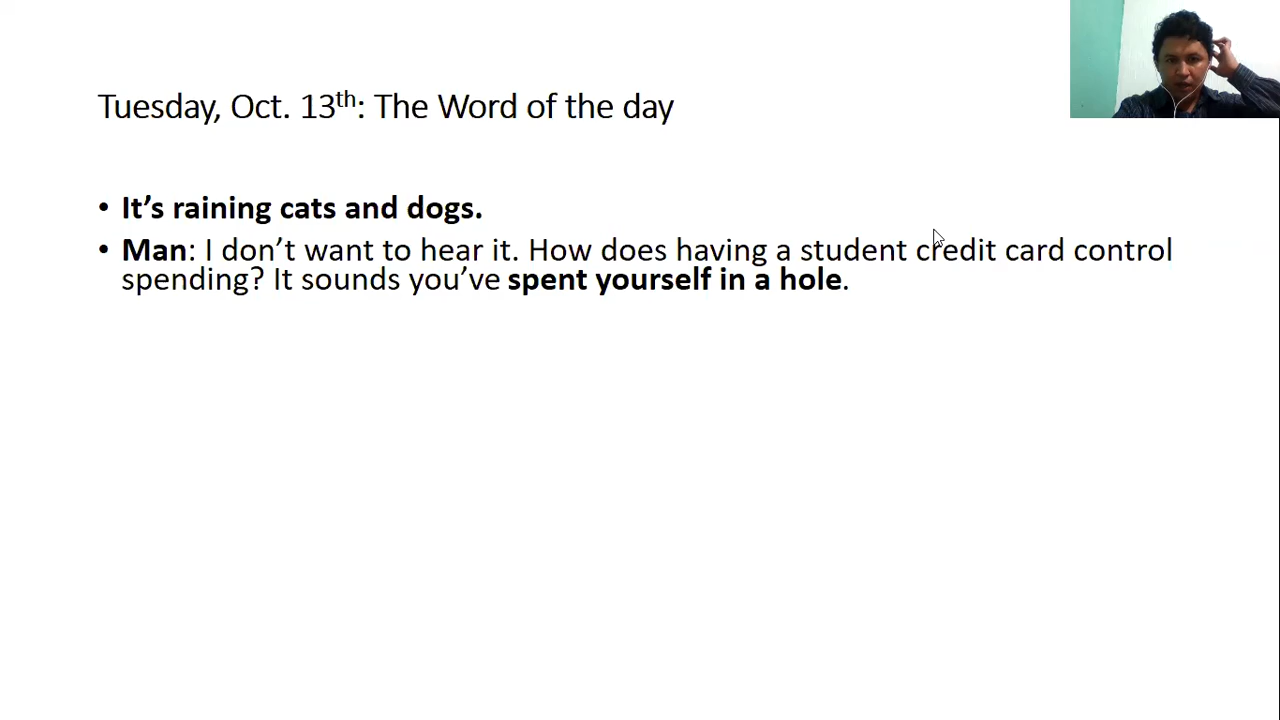 Tuesday, Oct. 13th: The Word of the day
• It’s raining cats and dogs.
• Man: I don’t want to hear it. How does having a student credit card control
spending? It sounds you’ve spent yourself in a hole.